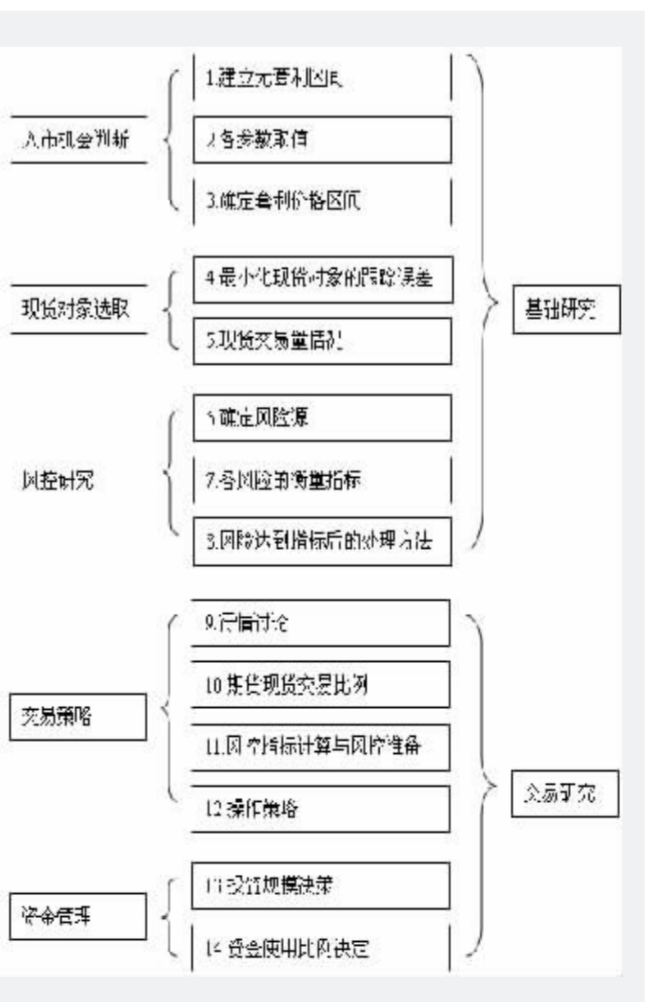 1.建立无套利区间
入市机会判断
2.各参数取值
3.确定套利价格区间
4.最小化现货对象的跟踪误差
现货对象选取
基础研究
5.现货交易量匹配
6.确定风险源
风控研究
7.各风险的衡量指标
8.风险达到指标后的处理方法
9.行情讨论
10.期货现货交易比例
交易策略
11.风控指标计算与风控准备
交易研究
12.操作策略
13.投资规模决策
资金管理
14.资金使用比例决定